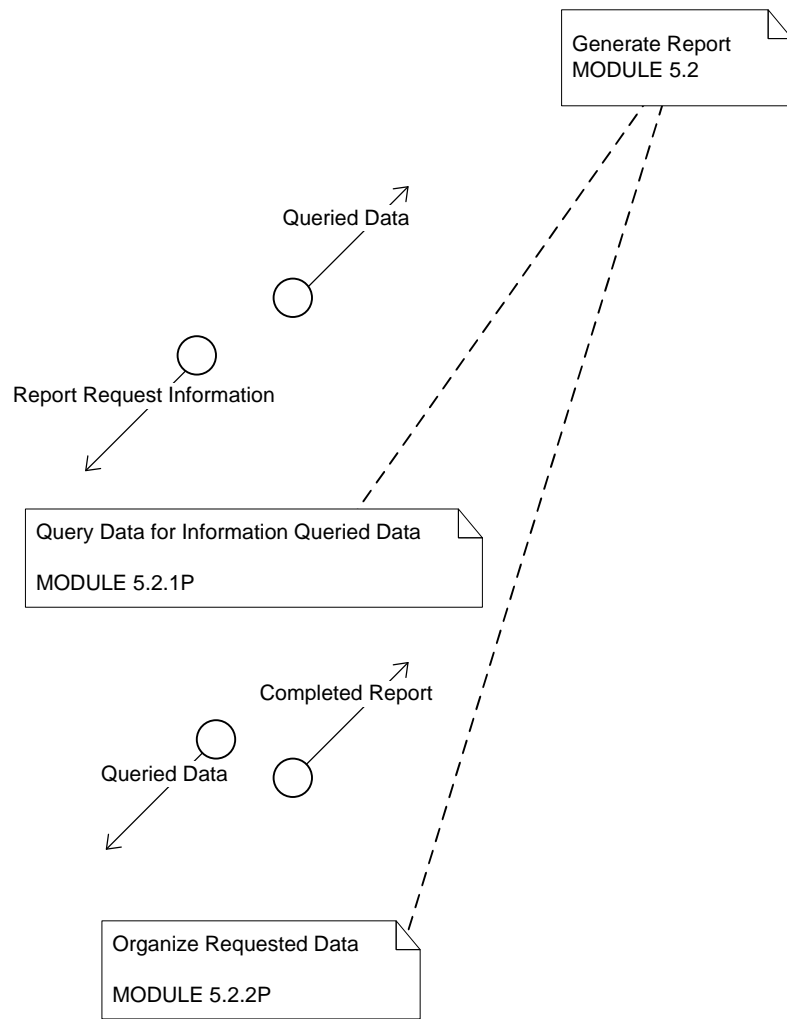 Generate Report
MODULE 5.2
Queried Data
Report Request Information
Query Data for Information Queried Data
MODULE 5.2.1P
Completed Report
Queried Data
Organize Requested Data
MODULE 5.2.2P